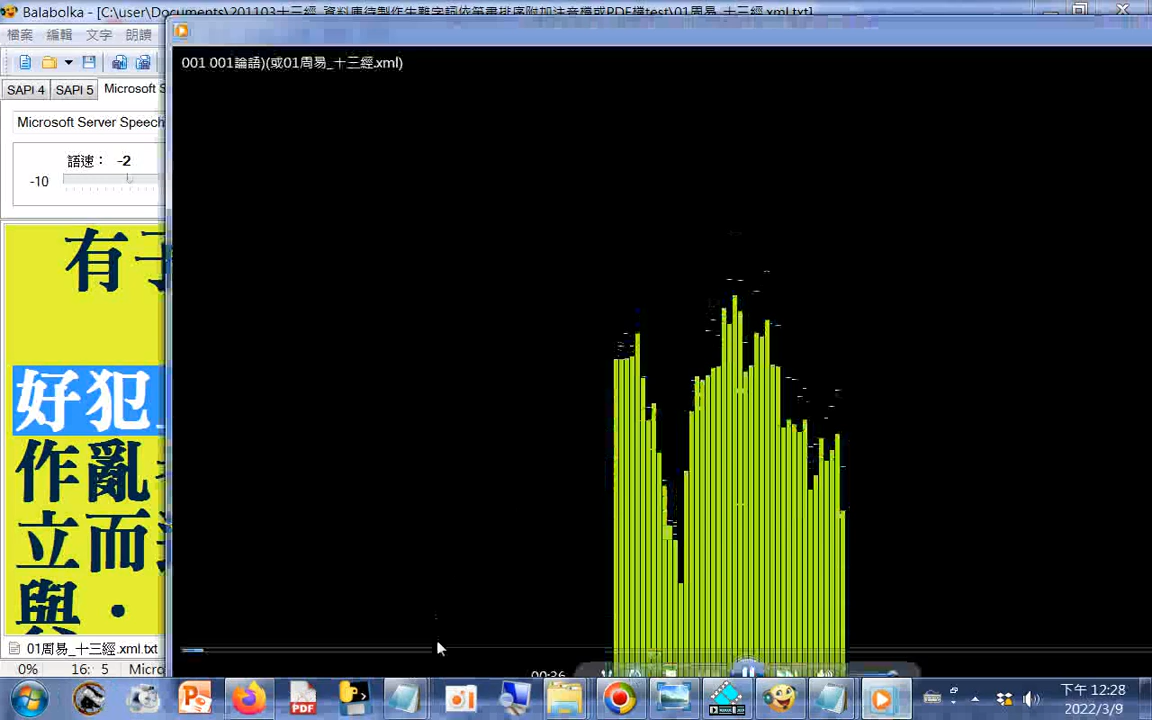 Balabolka - [C:\user\Documents\201103十三經_資料庫待製作生難字詞依筆畫排序附加注音檔或PDF檔test\01周易_十三經.xml.txt]
檔案 編輯 文字 朗讀
001 001論語)(或01周易_十三經.xml)
SAPI 4 SAPI 5 Microsoft S
Microsoft Server Speech
語速： -2
-10
有子
好犯
作亂
立而
與・
01周易_十三經.xml.txt
0% 16: 5 Micro
00:36
下午 12:28
2022/3/9